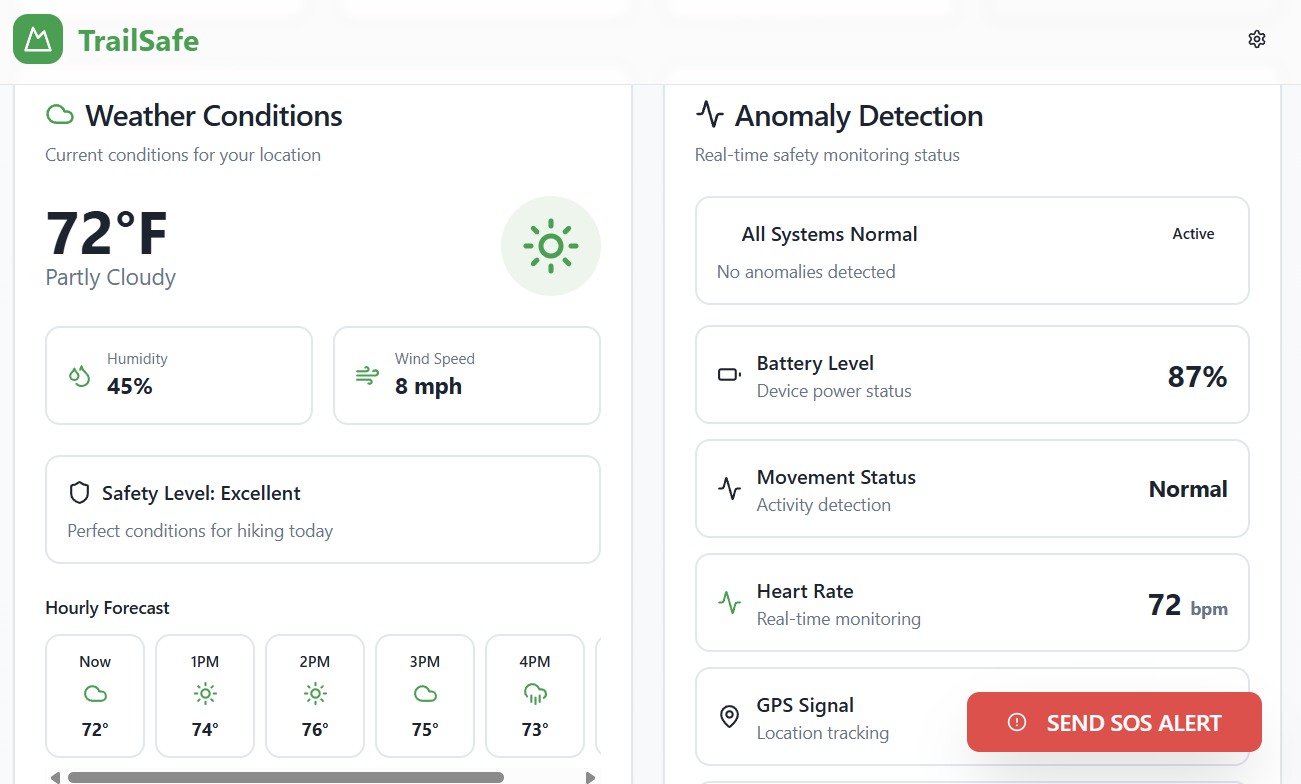 TrailSafe
Weather Conditions
Current conditions for your location
72°F
Partly Cloudy
Humidity
45%
Wind Speed
8 mph
Safety Level: Excellent
Perfect conditions for hiking today
Hourly Forecast
Now 1PM 2PM 3PM 4PM
72° 74° 76° 75° 73°
Anomaly Detection
Real-time safety monitoring status
All Systems Normal Active
No anomalies detected
Battery Level
Device power status
87%
Movement Status
Activity detection
Normal
Heart Rate
Real-time monitoring
72 bpm
GPS Signal
Location tracking
SEND SOS ALERT